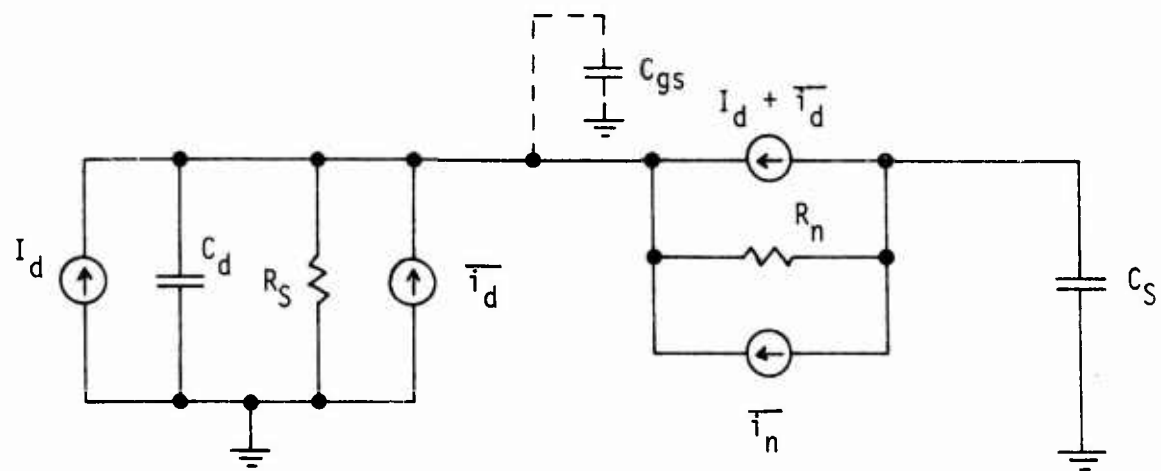 C_gs
I_d + i_d
R_n
I_d
C_d
R_S
i_d
C_S
i_n